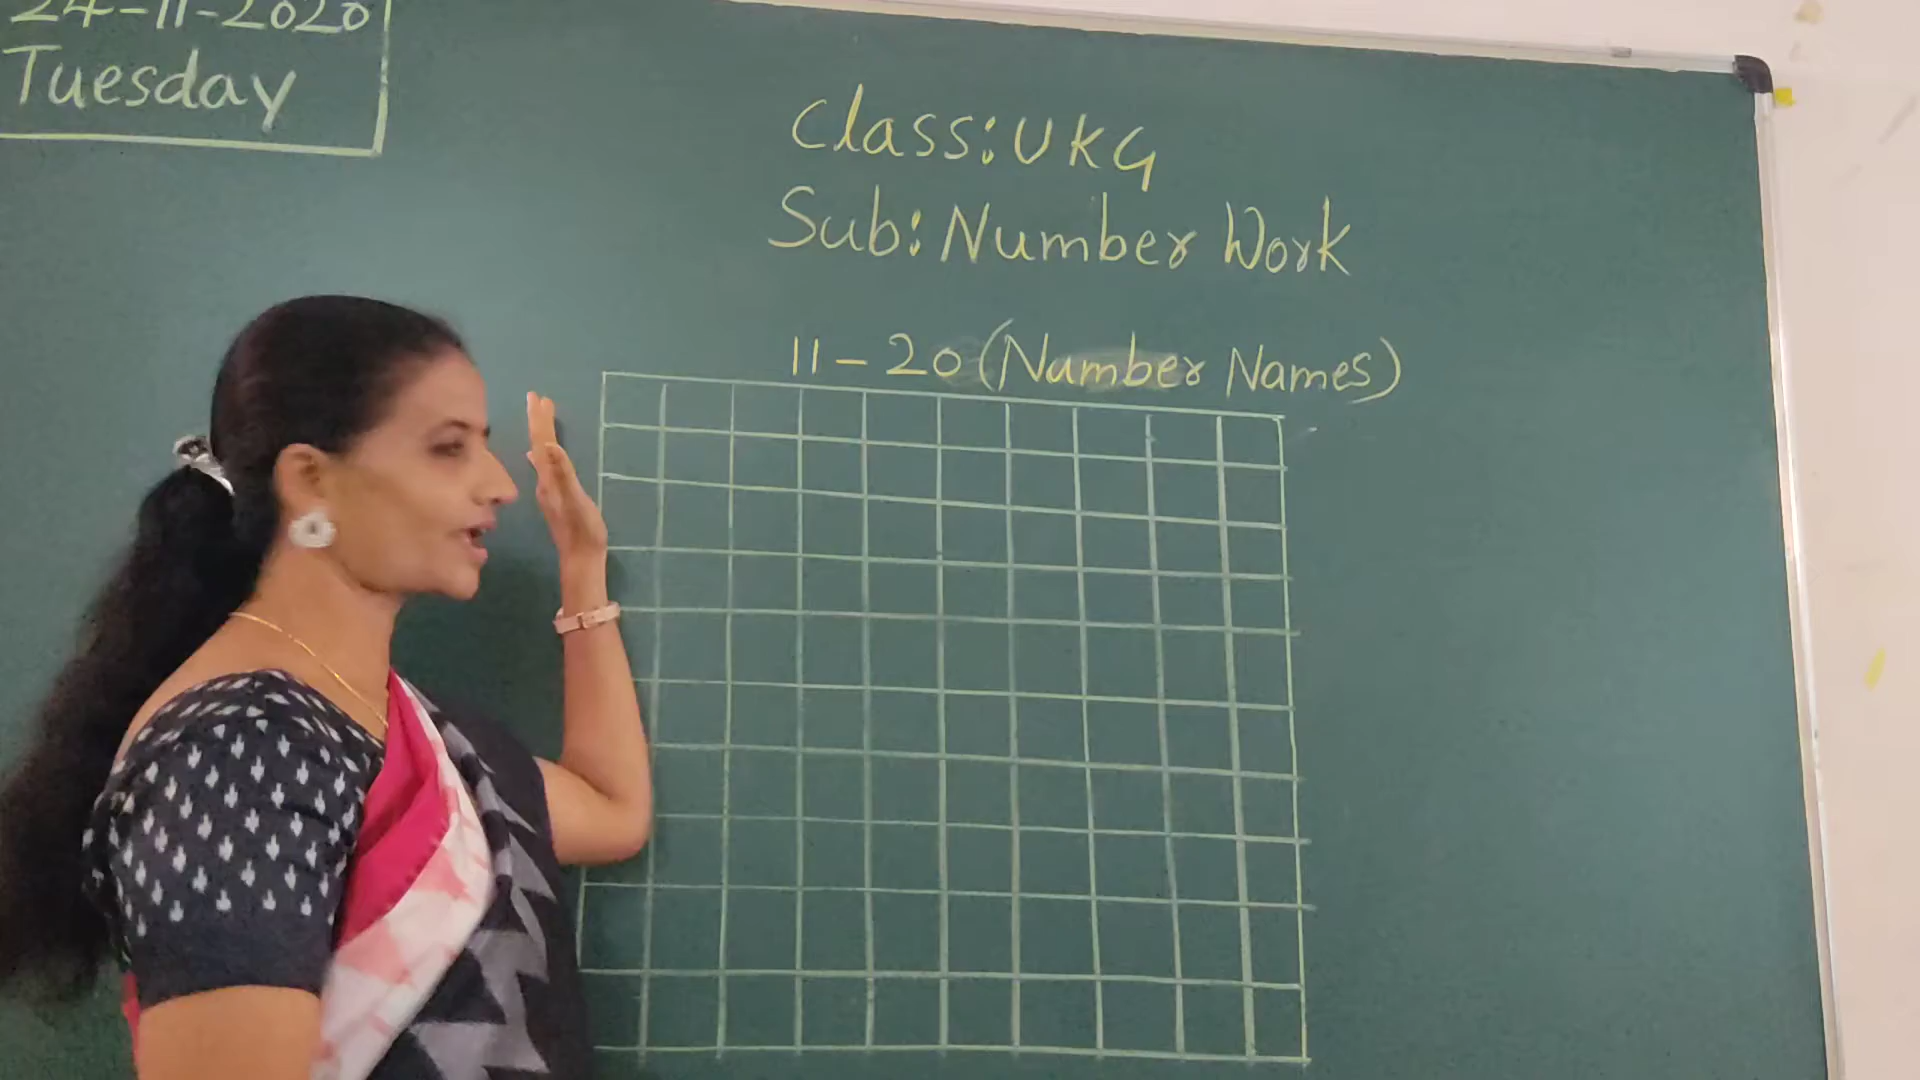 24-11-2020
Tuesday
Class: UKG
Sub: Number Work
11-20 (Number Names)